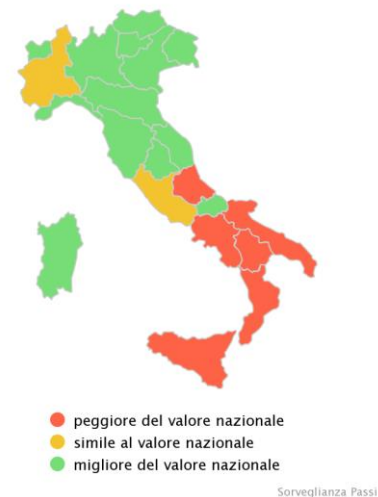 peggiore del valore nazionale
simile al valore nazionale
migliore del valore nazionale
Sorveglianza Passi